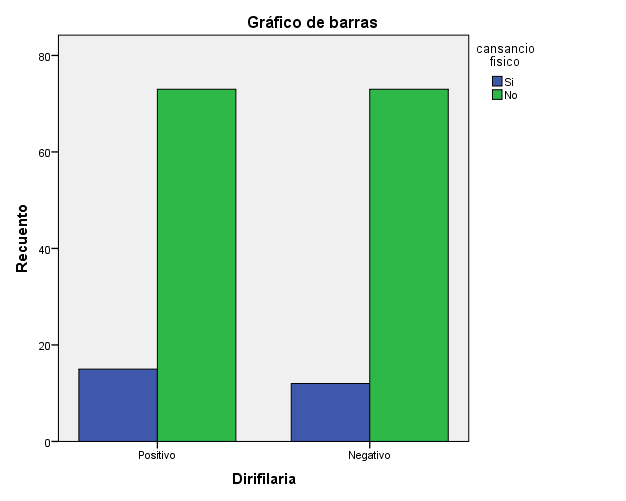 Gráfico de barras
cansancio
fisico
Si
No
80
60
40
20
0
Recuento
Positivo
Negativo
Dirifilaria